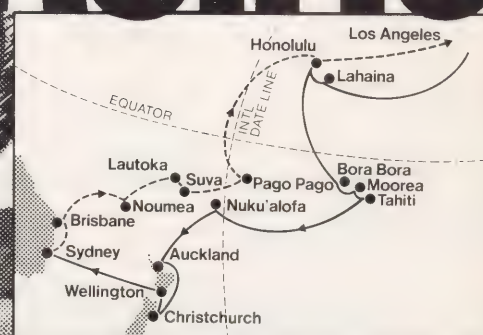 Los Angeles
Honolulu
Lahaina
EQUATOR
INTL
DATE LINE
Lautoka
Suva
Pago Pago
Bora Bora
Moorea
Tahiti
Noumea
Nuku'alofa
Brisbane
Sydney
Auckland
Wellington
Christchurch